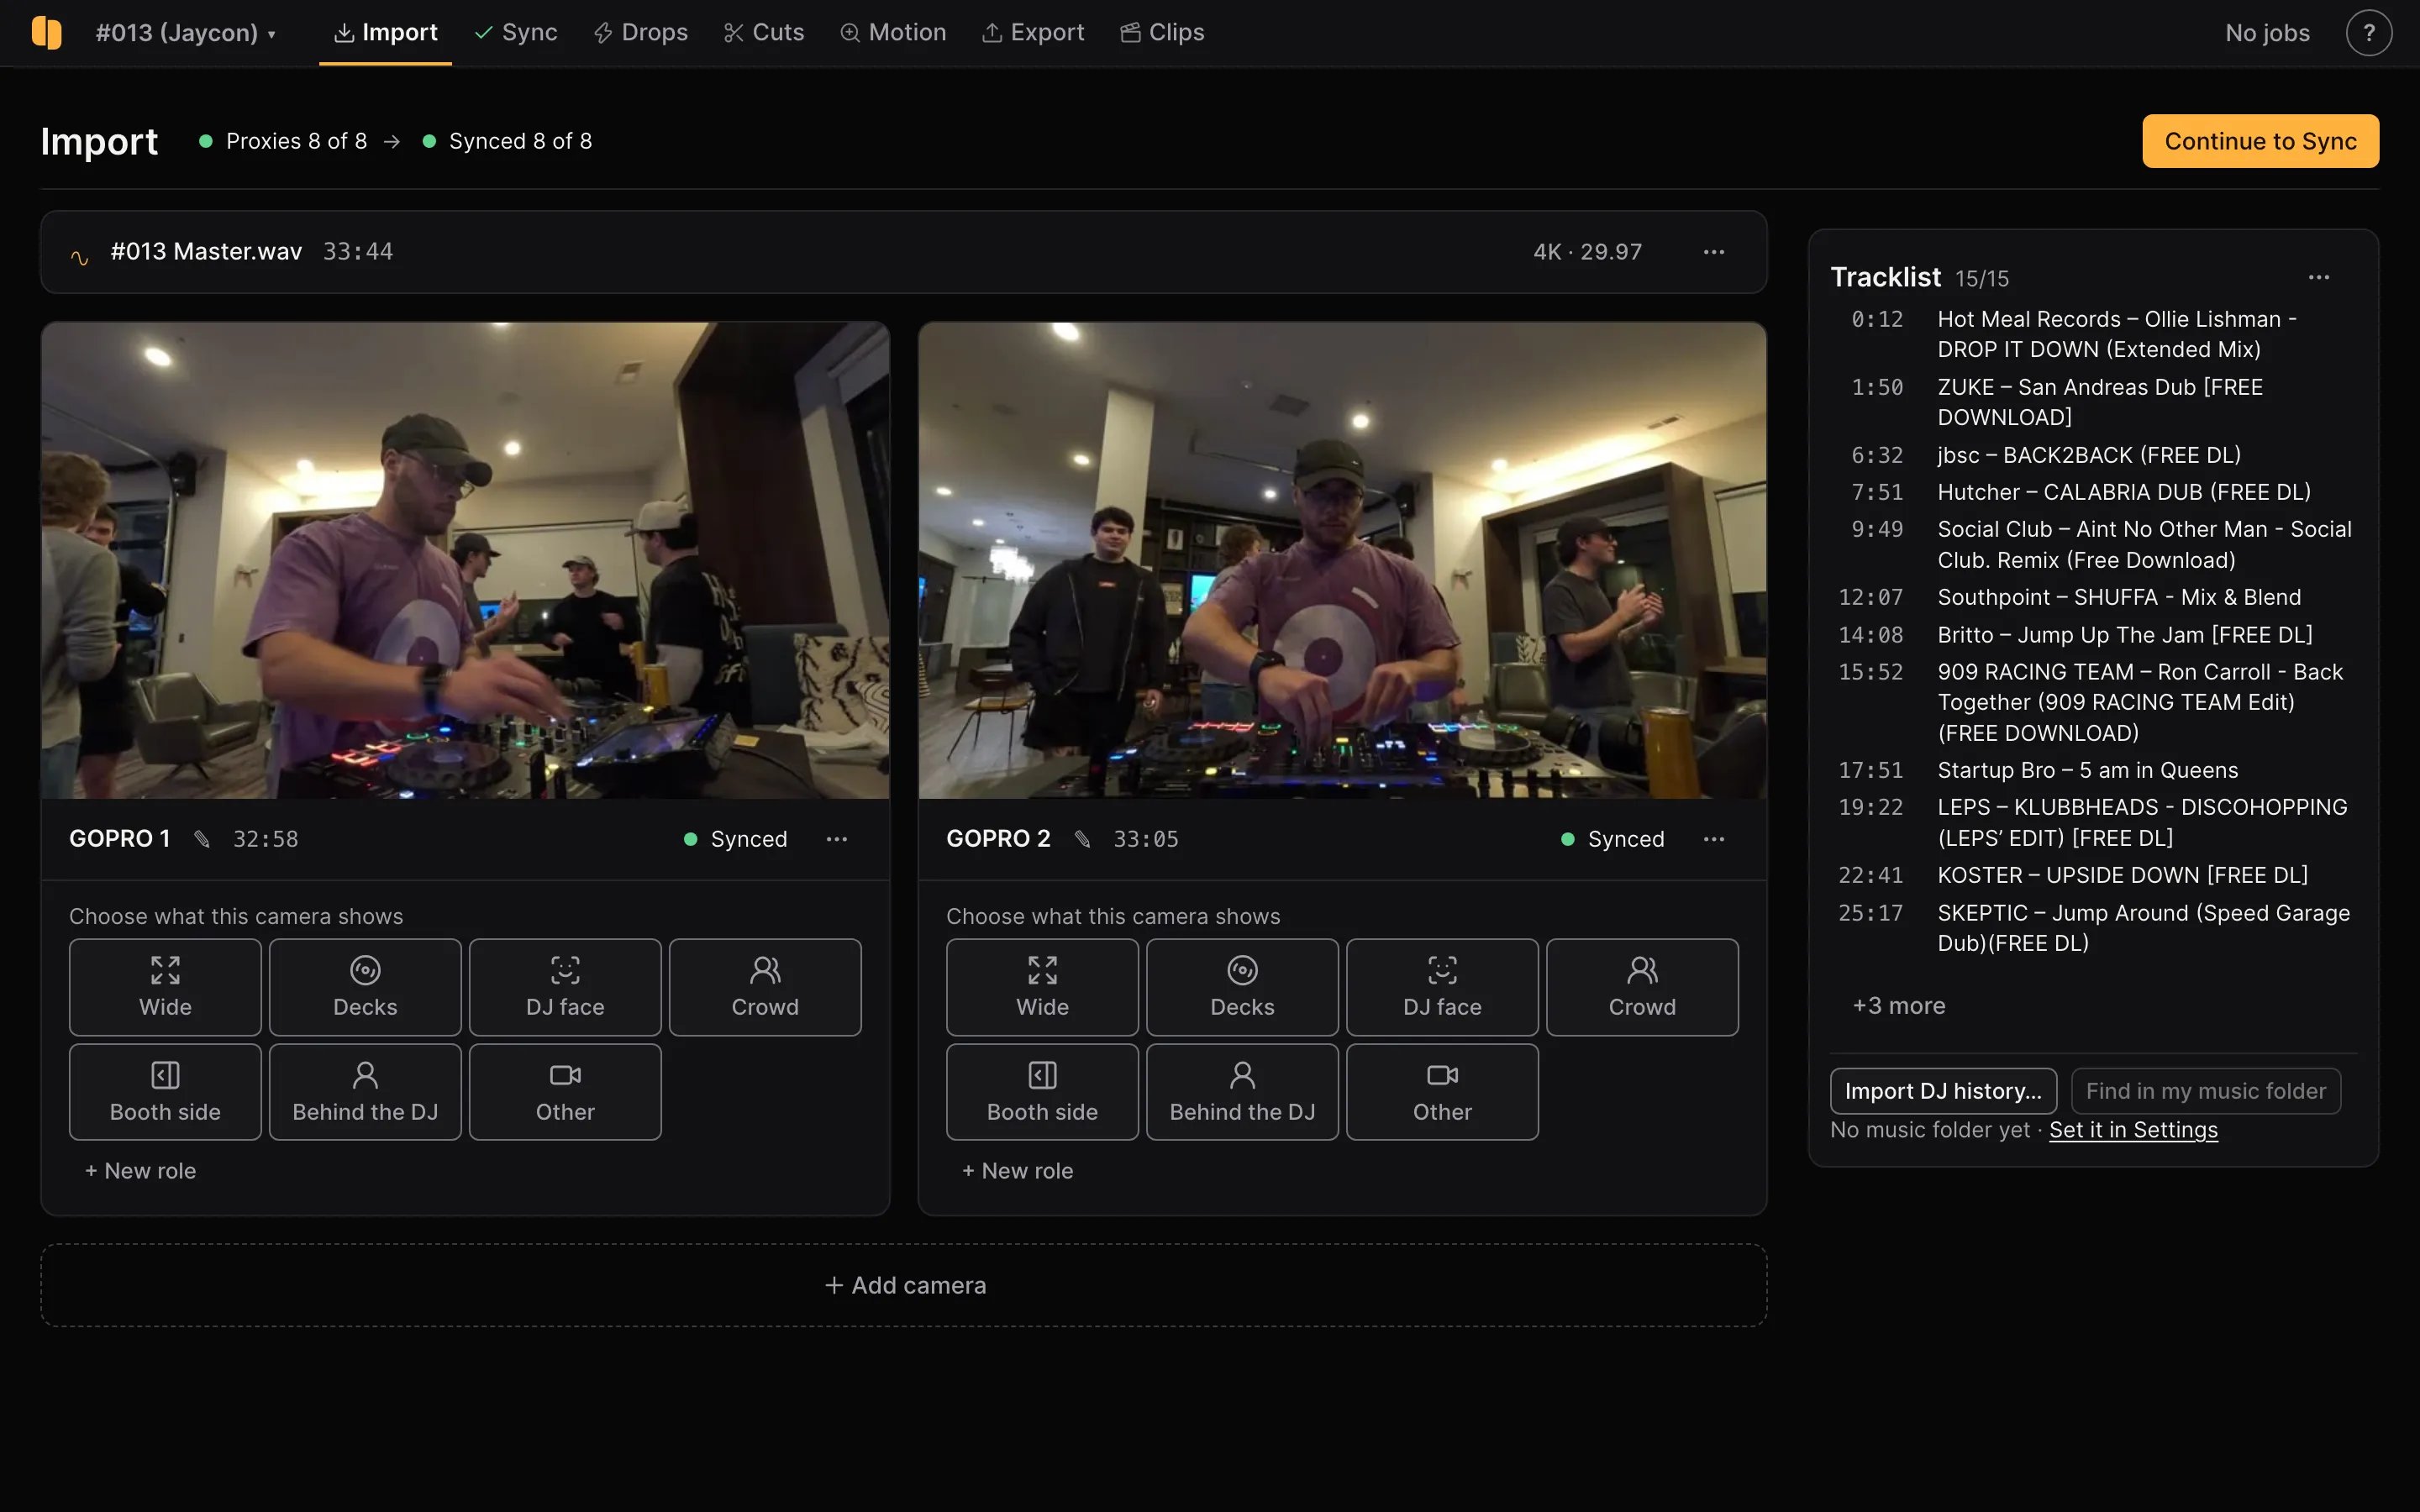 #013 (Jaycon) ▾
Import
Sync
Drops
Cuts
Motion
Export
Clips
No jobs
?
Import
Proxies 8 of 8 → Synced 8 of 8
Continue to Sync
#013 Master.wav 33:44
4K · 29.97
GOPRO 1 32:58
Synced
Choose what this camera shows
Wide
Decks
DJ face
Crowd
Booth side
Behind the DJ
Other
+ New role
GOPRO 2 33:05
Synced
Choose what this camera shows
Wide
Decks
DJ face
Crowd
Booth side
Behind the DJ
Other
+ New role
+ Add camera
Tracklist 15/15
0:12 Hot Meal Records – Ollie Lishman -
DROP IT DOWN (Extended Mix)
1:50 ZUKE – San Andreas Dub [FREE
DOWNLOAD]
6:32 jbsc – BACK2BACK (FREE DL)
7:51 Hutcher – CALABRIA DUB (FREE DL)
9:49 Social Club – Aint No Other Man - Social
Club. Remix (Free Download)
12:07 Southpoint – SHUFFA - Mix & Blend
14:08 Britto – Jump Up The Jam [FREE DL]
15:52 909 RACING TEAM – Ron Carroll - Back
Together (909 RACING TEAM Edit)
(FREE DOWNLOAD)
17:51 Startup Bro – 5 am in Queens
19:22 LEPS – KLUBBHEADS - DISCOHOPPING
(LEPS’ EDIT) [FREE DL]
22:41 KOSTER – UPSIDE DOWN [FREE DL]
25:17 SKEPTIC – Jump Around (Speed Garage
Dub)(FREE DL)
+3 more
Import DJ history...
Find in my music folder
No music folder yet · Set it in Settings